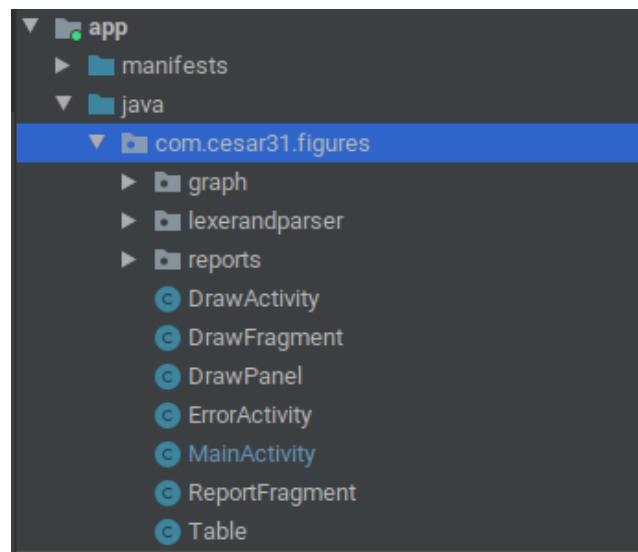 app
manifests
java
com.cesar31.figures
graph
lexerandparser
reports
C DrawActivity
C DrawFragment
C DrawPanel
C ErrorActivity
C MainActivity
C ReportFragment
C Table